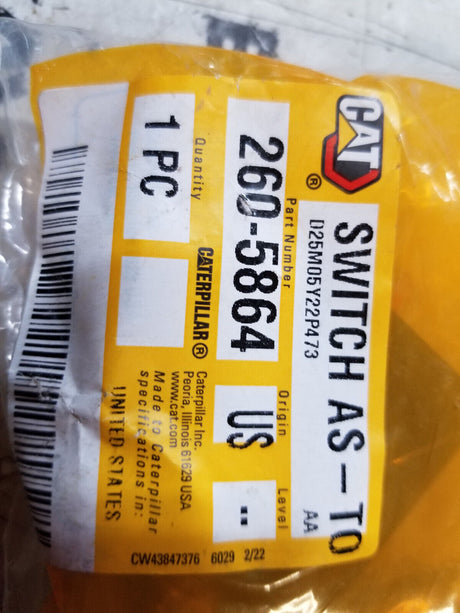 CAT®
SWITCH AS-TO
D25M05Y22P473 AA
Part Number Origin Level
260-5864 US --
Quantity
1 PC
CATERPILLAR®
Caterpillar Inc.
Peoria, Illinois 61629 USA
www.cat.com
Made to Caterpillar
specifications in:
UNITED STATES
CW43847376 6029 2/22